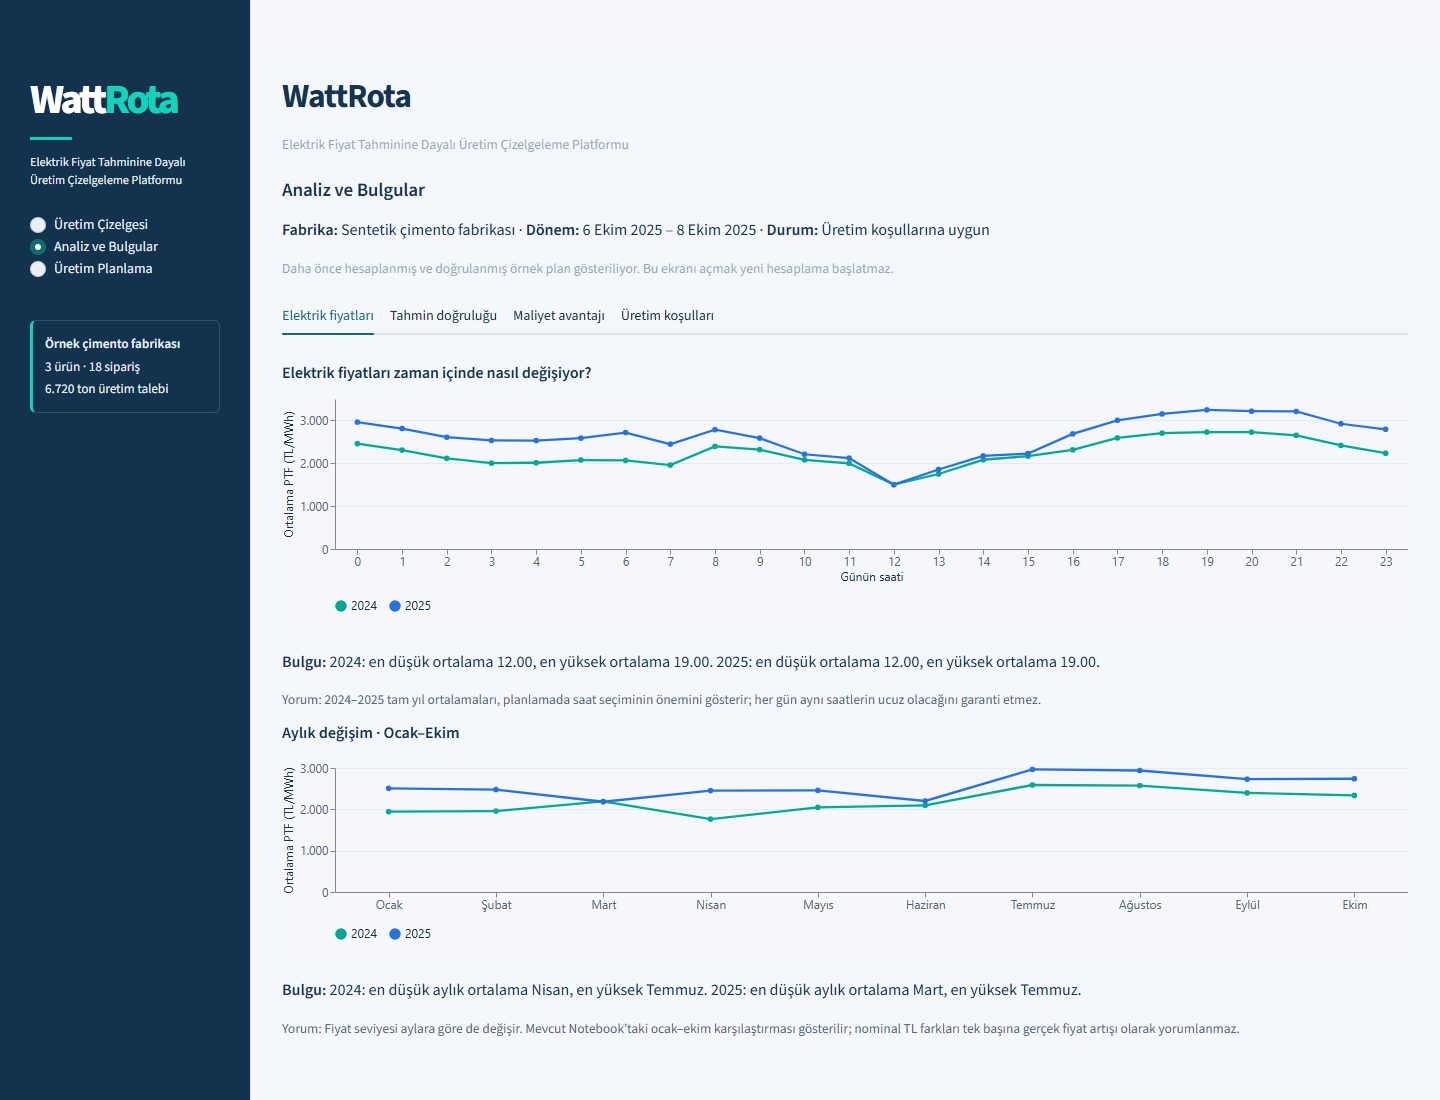 WattRota
Elektrik Fiyat Tahminine Dayalı
Üretim Çizelgeleme Platformu
Üretim Çizelgesi
Analiz ve Bulgular
Üretim Planlama
Örnek çimento fabrikası
3 ürün · 18 sipariş
6.720 ton üretim talebi
WattRota
Elektrik Fiyat Tahminine Dayalı Üretim Çizelgeleme Platformu
Analiz ve Bulgular
Fabrika: Sentetik çimento fabrikası · Dönem: 6 Ekim 2025 – 8 Ekim 2025 · Durum: Üretim koşullarına uygun
Daha önce hesaplanmış ve doğrulanmış örnek plan gösteriliyor. Bu ekranı açmak yeni hesaplama başlatmaz.
Elektrik fiyatları Tahmin doğruluğu Maliyet avantajı Üretim koşulları
Elektrik fiyatları zaman içinde nasıl değişiyor?
Ortalama PTF (TL/MWh)
3.000
2.000
1.000
0
0 1 2 3 4 5 6 7 8 9 10 11 12 13 14 15 16 17 18 19 20 21 22 23
Günün saati
2024 2025
Bulgu: 2024: en düşük ortalama 12.00, en yüksek ortalama 19.00. 2025: en düşük ortalama 12.00, en yüksek ortalama 19.00.
Yorum: 2024–2025 tam yıl ortalamaları, planlamada saat seçiminin önemini gösterir; her gün aynı saatlerin ucuz olacağını garanti etmez.
Aylık değişim · Ocak–Ekim
Ortalama PTF (TL/MWh)
3.000
2.000
1.000
0
Ocak Şubat Mart Nisan Mayıs Haziran Temmuz Ağustos Eylül Ekim
2024 2025
Bulgu: 2024: en düşük aylık ortalama Nisan, en yüksek Temmuz. 2025: en düşük aylık ortalama Mart, en yüksek Temmuz.
Yorum: Fiyat seviyesi aylara göre de değişir. Mevcut Notebook'taki ocak–ekim karşılaştırması gösterilir; nominal TL farkları tek başına gerçek fiyat artışı olarak yorumlanmaz.